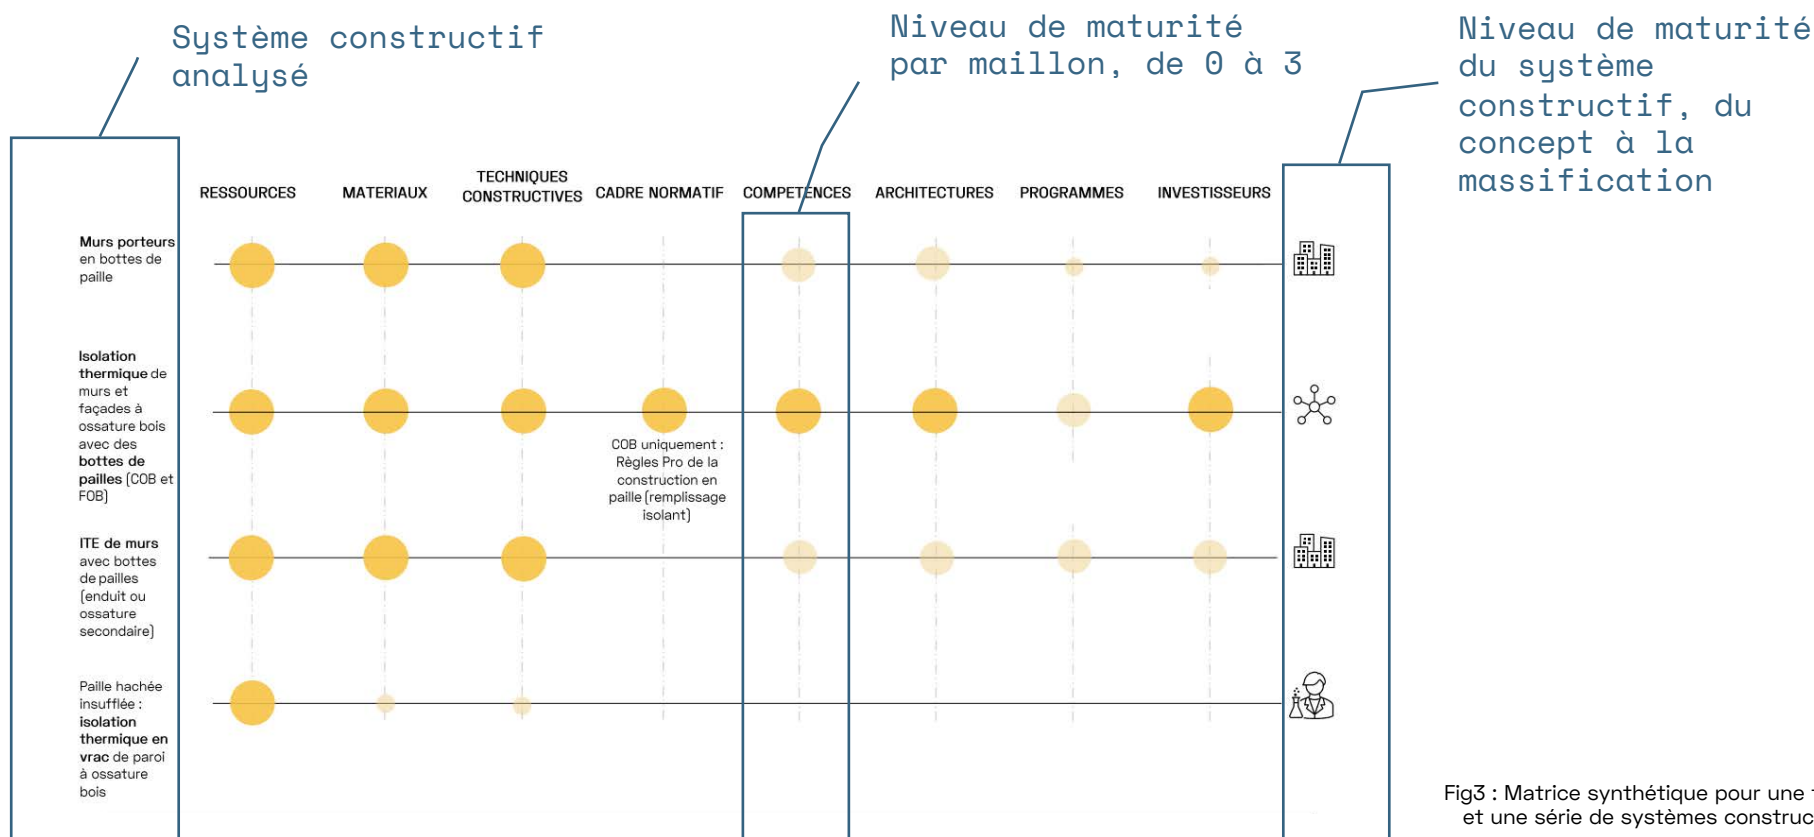 Système constructif
analysé
Niveau de maturité
par maillon, de 0 à 3
Niveau de maturité
du système
constructif, du
concept à la
massification
RESSOURCES
MATERIAUX
TECHNIQUES
CONSTRUCTIVES
CADRE NORMATIF
COMPETENCES
ARCHITECTURES
PROGRAMMES
INVESTISSEURS
Murs porteurs
en bottes de
paille
Isolation
thermique de
murs et
façades à
ossature bois
avec des
bottes de
pailles (COB et
FOB)
COB uniquement :
Règles Pro de la
construction en
paille (remplissage
isolant)
ITE de murs
avec bottes
de pailles
(enduit ou
ossature
secondaire)
Paille hachée
insufflée :
isolation
thermique en
vrac de paroi
à ossature
bois
Fig3 : Matrice synthétique pour une
et une série de systèmes